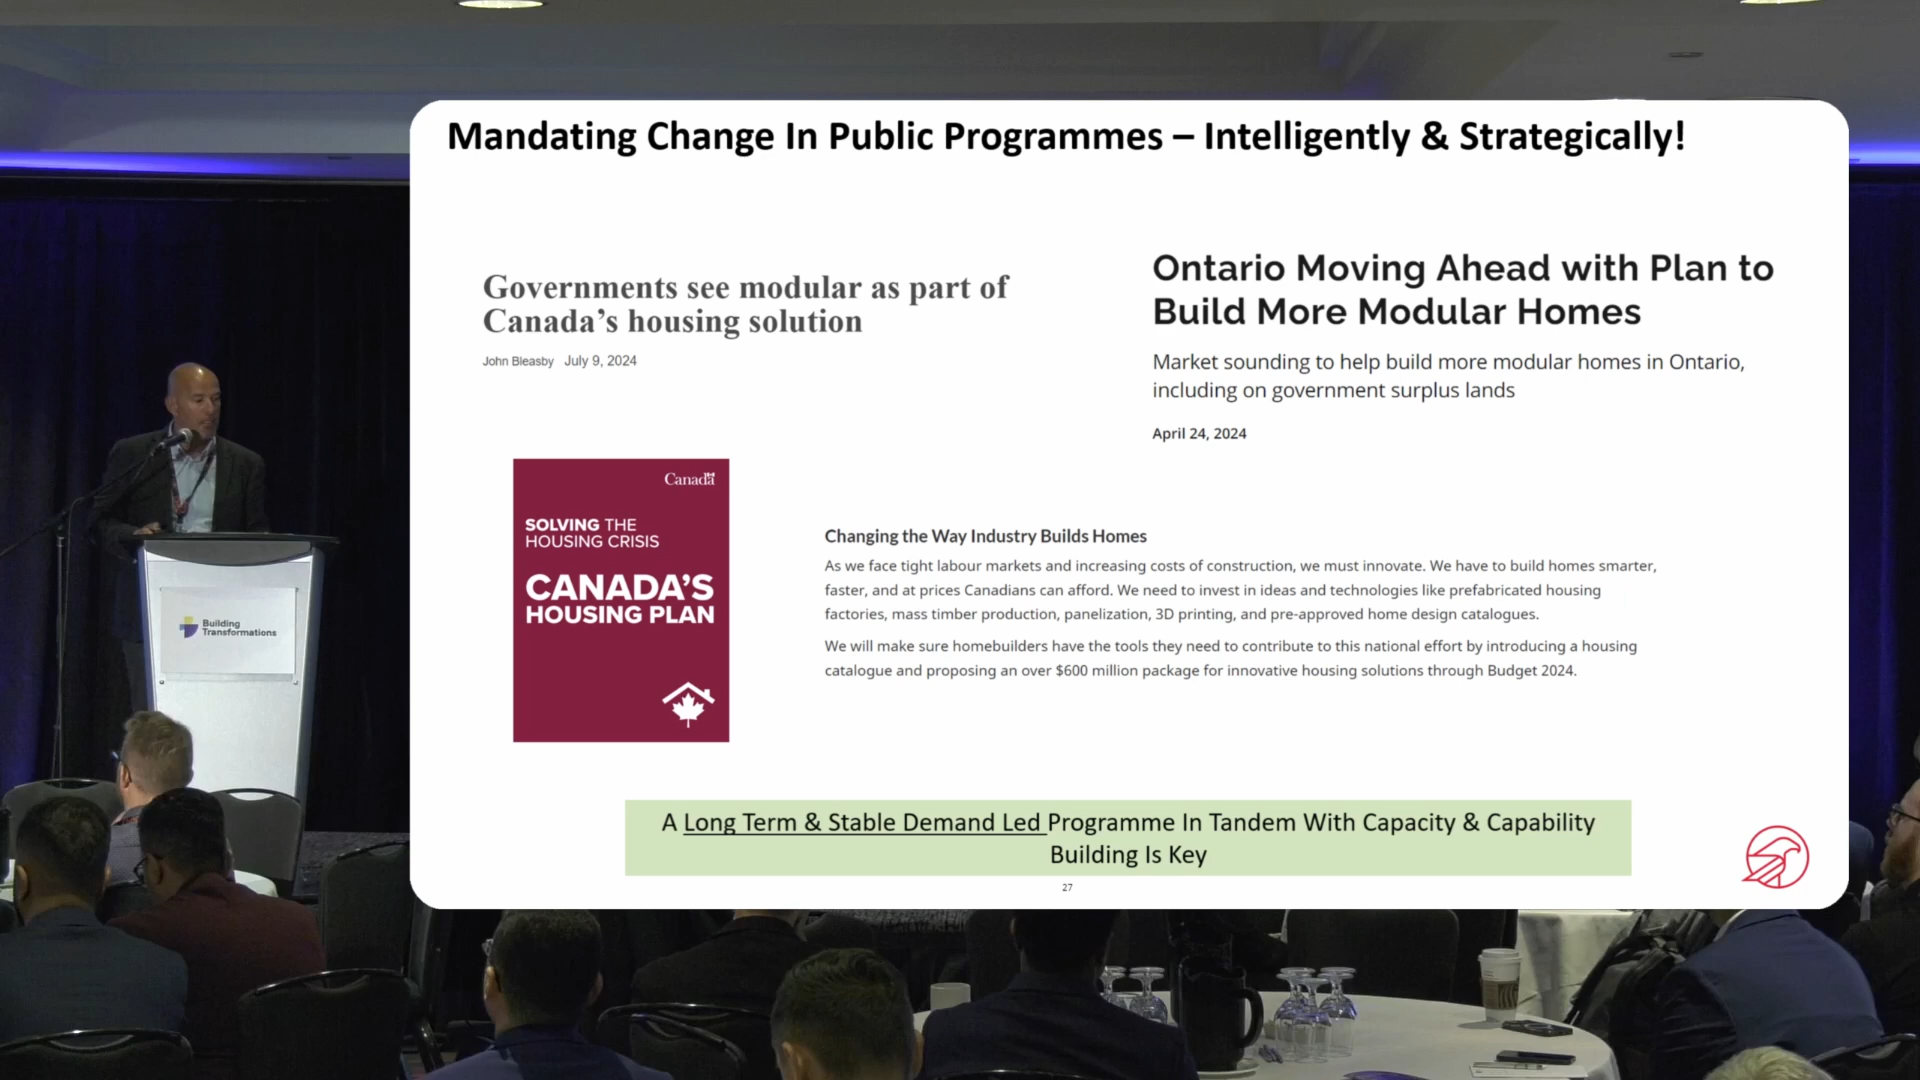 Mandating Change In Public Programmes – Intelligently & Strategically!
Governments see modular as part of
Canada’s housing solution
John Bleasby July 9, 2024
Ontario Moving Ahead with Plan to
Build More Modular Homes
Market sounding to help build more modular homes in Ontario,
including on government surplus lands
April 24, 2024
Canada
SOLVING THE
HOUSING CRISIS
CANADA’S
HOUSING PLAN
Changing the Way Industry Builds Homes
As we face tight labour markets and increasing costs of construction, we must innovate. We have to build homes smarter,
faster, and at prices Canadians can afford. We need to invest in ideas and technologies like prefabricated housing
factories, mass timber production, panelization, 3D printing, and pre-approved home design catalogues.
We will make sure homebuilders have the tools they need to contribute to this national effort by introducing a housing
catalogue and proposing an over $600 million package for innovative housing solutions through Budget 2024.
A Long Term & Stable Demand Led Programme In Tandem With Capacity & Capability
Building Is Key
27
Building
Transformations